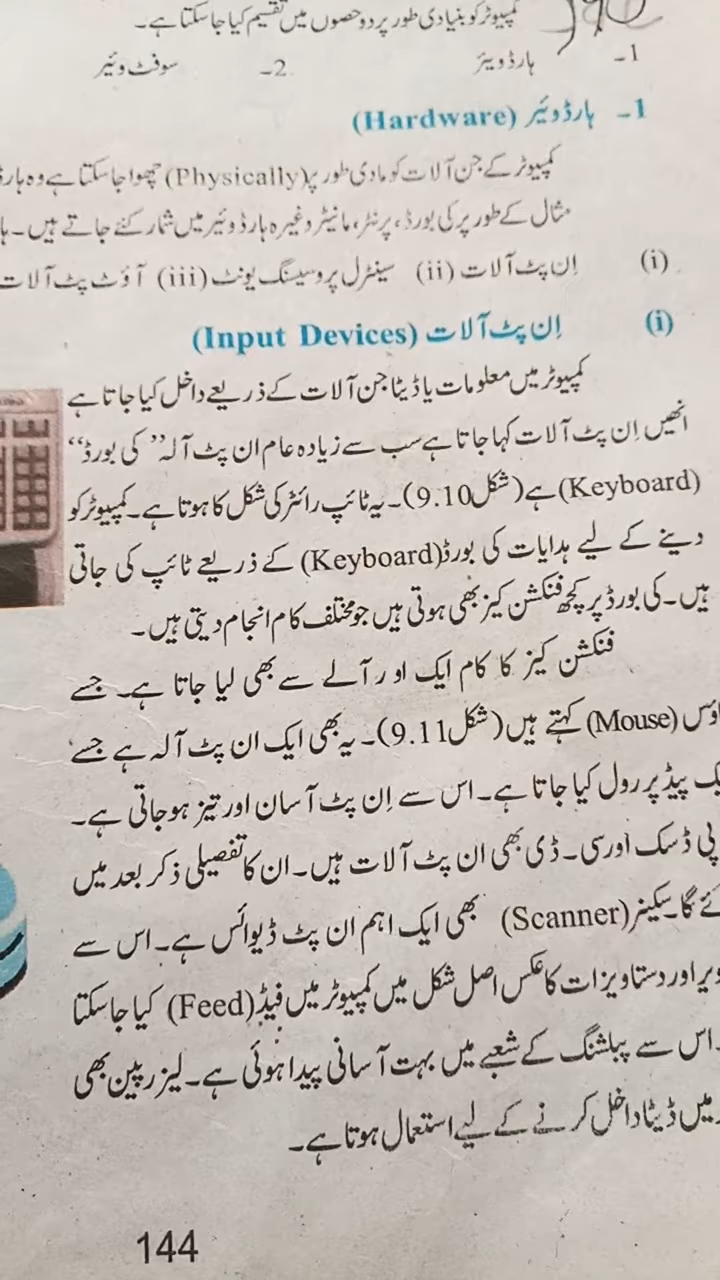 کمپیوٹر کو بنیادی طور پر دو حصوں میں تقسیم کیا جا سکتا ہے۔
1۔ ہارڈ ویئر 2۔ سوفٹ وئیر
1۔ ہارڈ وئیر (Hardware)
کمپیوٹر کے جن آلات کو مادی طور پر (Physically) چھوا جا سکتا ہے وہ ہارڈ
مثال کے طور پر کی بورڈ، پرنٹر، مانیٹر وغیرہ ہارڈ وئیر میں شمار کئے جاتے ہیں۔
(i) اِن پٹ آلات (ii) سینٹرل پروسیسنگ یونٹ (iii) آؤٹ پٹ آلات
(i) اِن پٹ آلات (Input Devices)
کمپیوٹر میں معلومات یا ڈیٹا جن آلات کے ذریعے داخل کیا جاتا ہے
انھیں اِن پٹ آلات کہا جاتا ہے سب سے زیادہ عام ان پٹ آلہ ”کی بورڈ“
(Keyboard) ہے (شکل 9.10)۔ یہ ٹائپ رائٹر کی شکل کا ہوتا ہے۔ کمپیوٹر کو
دینے کے لیے ہدایات کی بورڈ (Keyboard) کے ذریعے ٹائپ کی جاتی
ہیں۔ کی بورڈ پر کچھ فنکشن کیز بھی ہوتی ہیں جو مختلف کام انجام دیتی ہیں۔
فنکشن کیز کا کام ایک اور آلے سے بھی لیا جاتا ہے۔ جسے
اؤس (Mouse) کہتے ہیں (شکل 9.11)۔ یہ بھی ایک ان پٹ آلہ ہے جسے
یک پیڈ پر رول کیا جاتا ہے۔ اس سے اِن پٹ آسان اور تیز ہو جاتی ہے۔
پی ڈسک اور سی۔ ڈی بھی ان پٹ آلات ہیں۔ ان کا تفصیلی ذکر بعد میں
ئے گا۔ سکینر (Scanner) بھی ایک اہم ان پٹ ڈیوائس ہے۔ اس سے
ویر اور دستاویزات کا عکس اصل شکل میں کمپیوٹر میں فیڈ (Feed) کیا جا سکتا
۔ اس سے پبلشنگ کے شعبے میں بہت آسانی پیدا ہوئی ہے۔ لیزر پین بھی
میں ڈیٹا داخل کرنے کے لیے استعمال ہوتا ہے۔
144